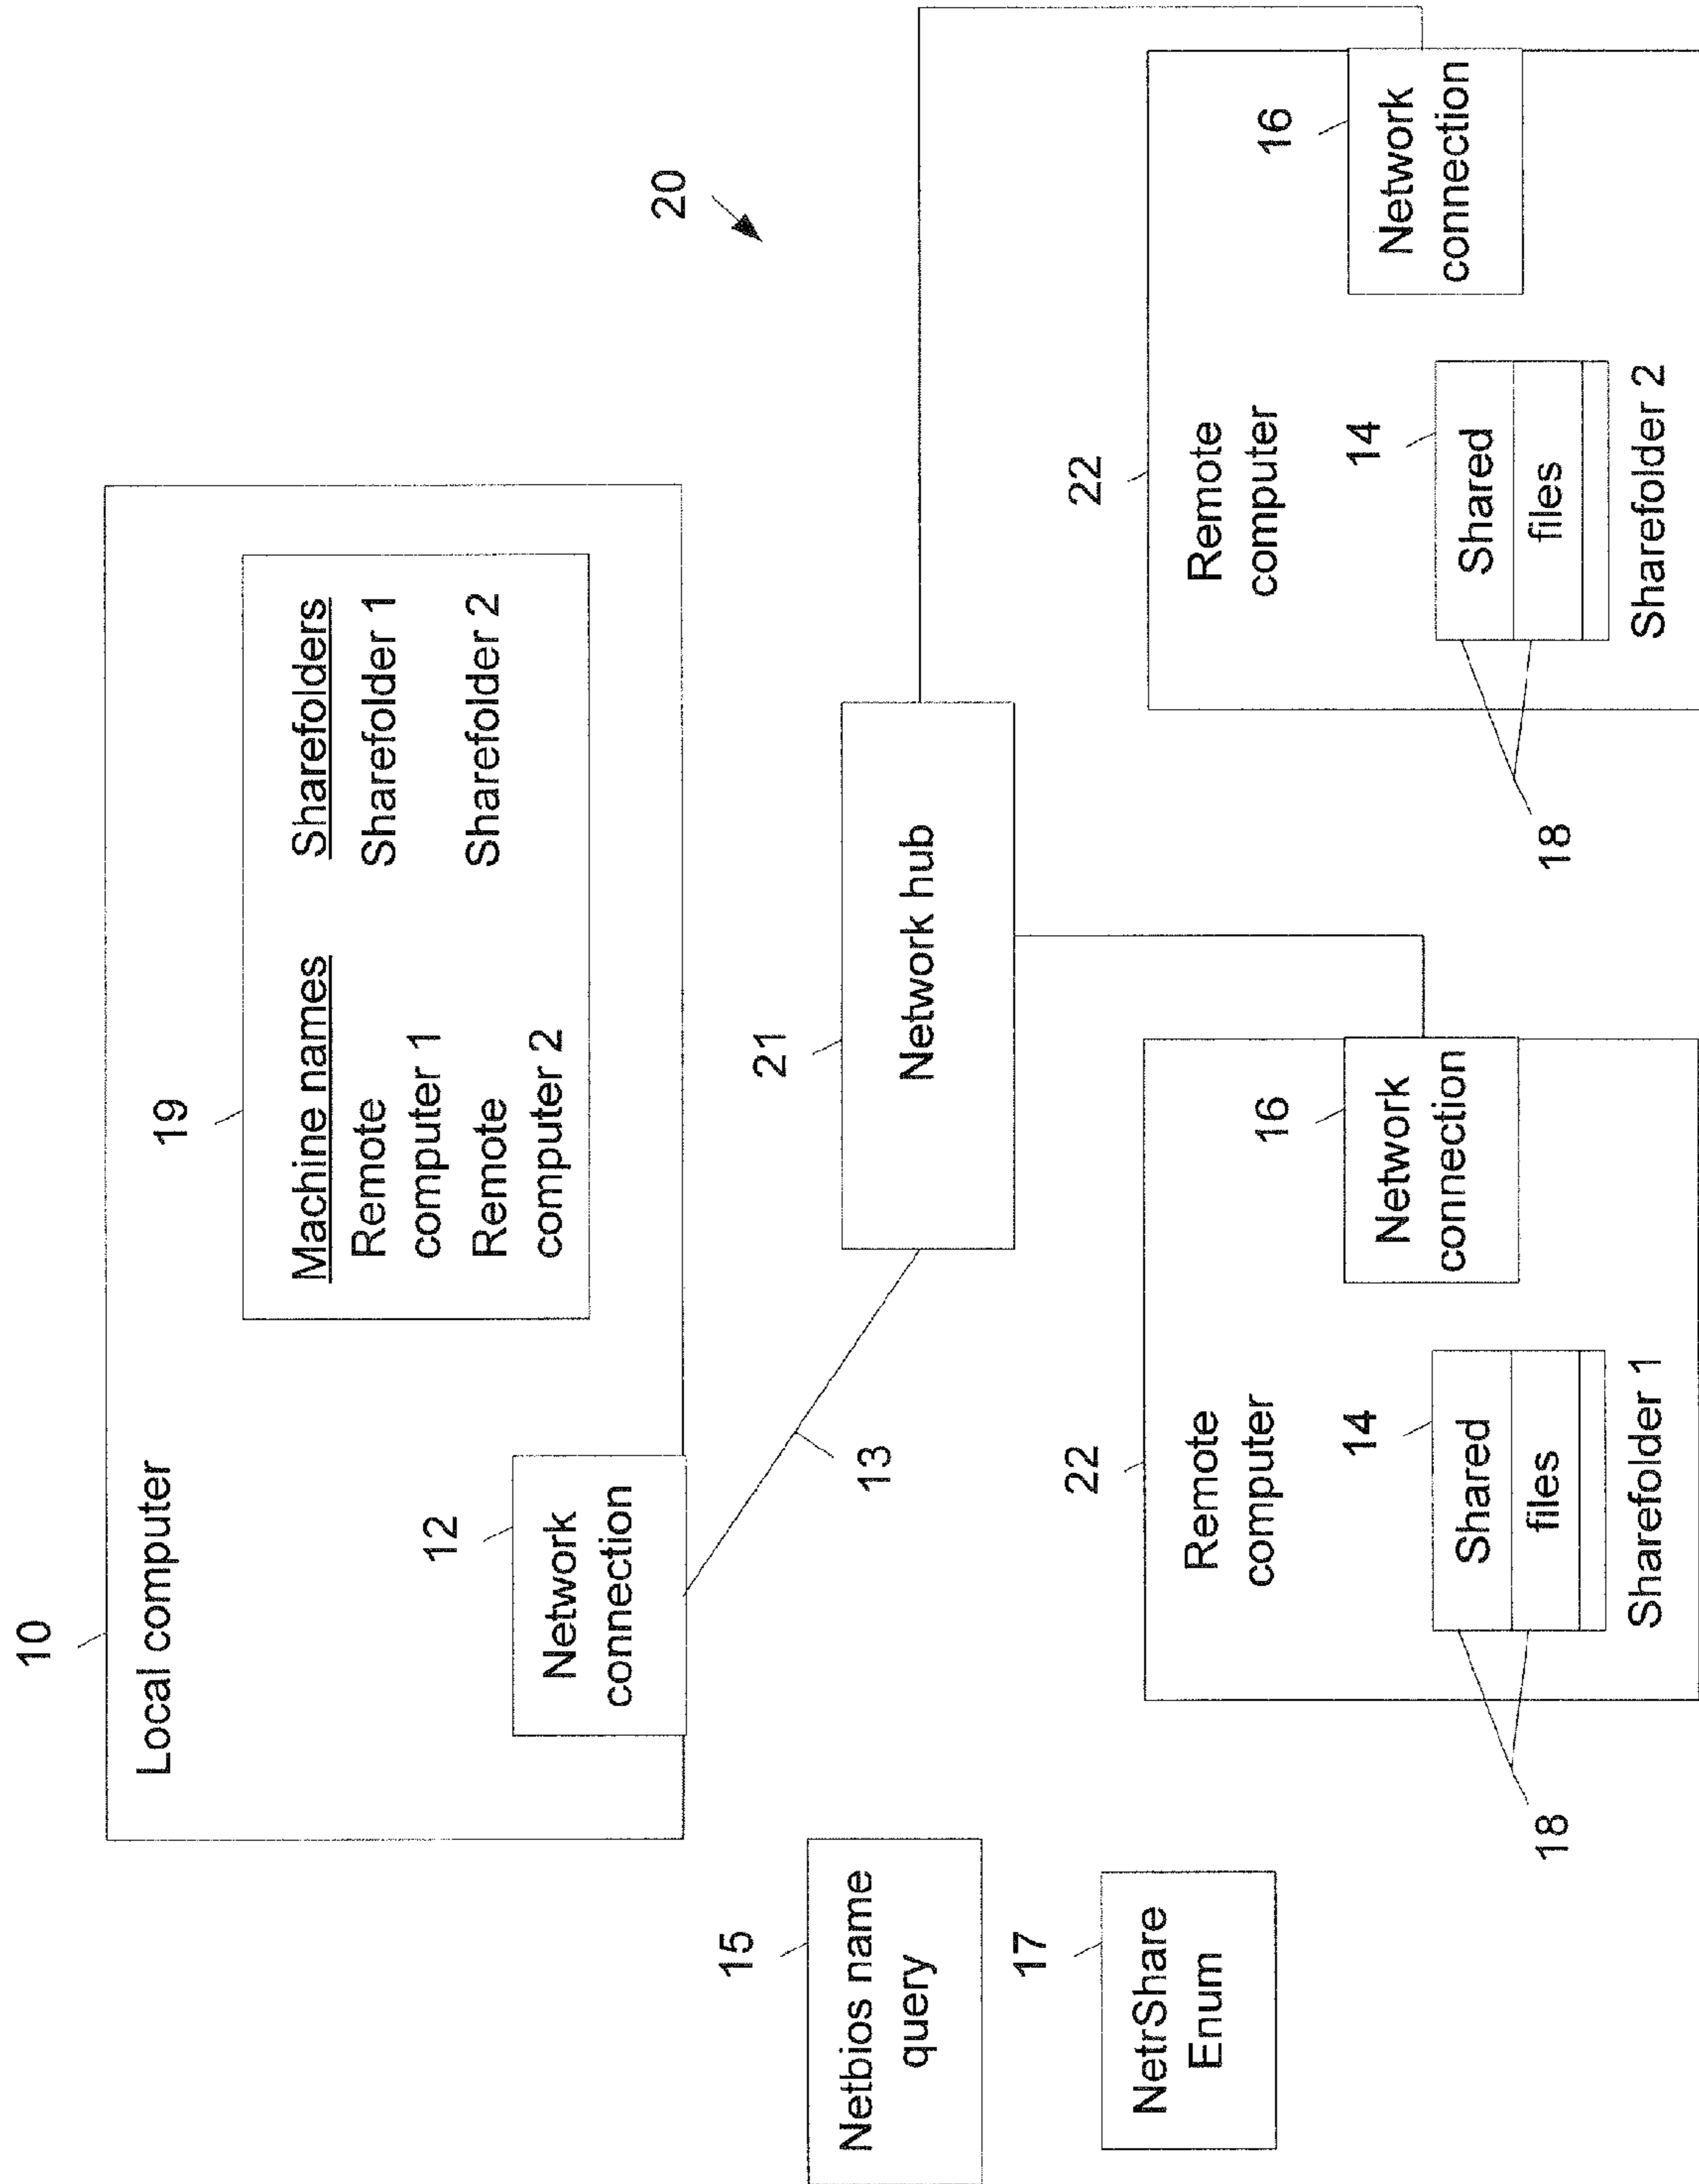 10
Local computer
19
Machine names
Sharefolders
Remote
computer 1
Sharefolder 1
Remote
computer 2
Sharefolder 2
12
Network
connection
20
15
Netbios name
query
13
21
Network hub
17
NetrShare
Enum
22
Remote
computer
16
Network
connection
14
Shared
files
Sharefolder 1
18
22
Remote
computer
16
Network
connection
14
Shared
files
Sharefolder 2
18